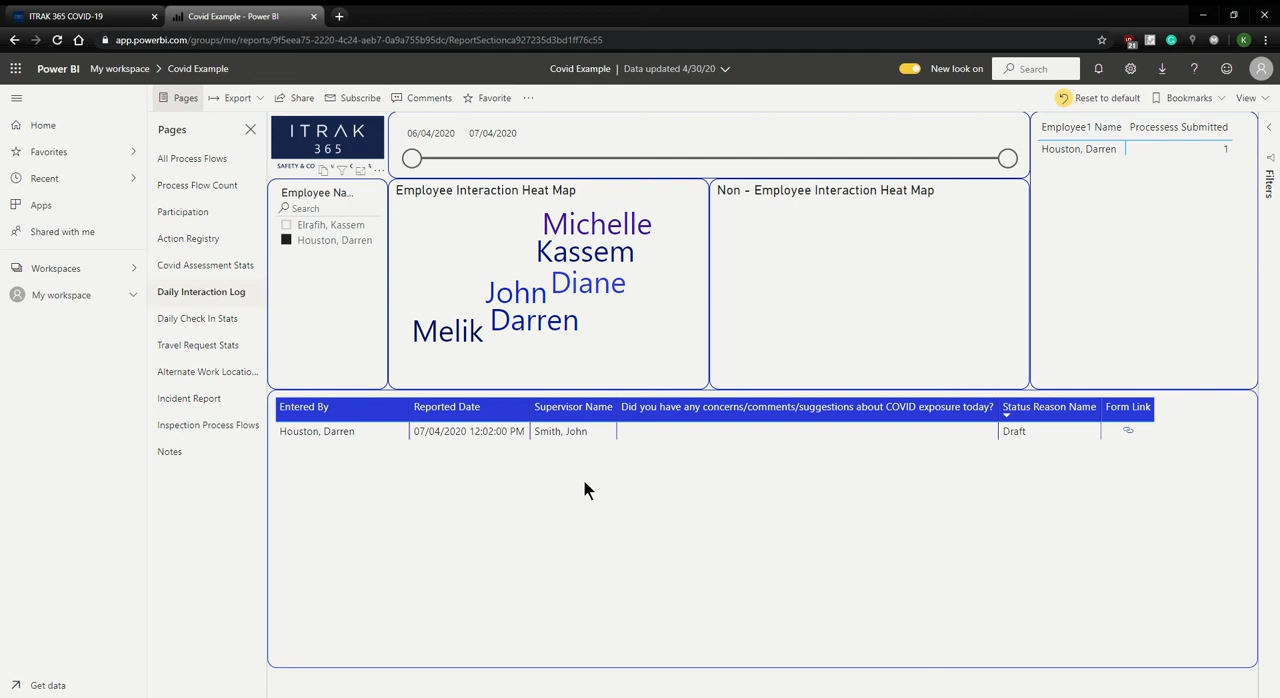 ITRAK 365 COVID-19
Covid Example - Power BI
app.powerbi.com/groups/me/reports/9f5eea75-2220-4c24-aeb7-0a9a755b95dc/ReportSectionca927235d3bd1ff76c55
21
K
Power BI My workspace > Covid Example
Covid Example | Data updated 4/30/20
New look on
Search
Pages Export Share Subscribe Comments Favorite ...
Reset to default Bookmarks View
Home
Favorites
Recent
Apps
Shared with me
Workspaces
My workspace
Get data
Pages
All Process Flows
Process Flow Count
Participation
Action Registry
Covid Assessment Stats
Daily Interaction Log
Daily Check In Stats
Travel Request Stats
Alternate Work Locatio...
Incident Report
Inspection Process Flows
Notes
ITRAK
365
SAFETY & CO
06/04/2020 07/04/2020
Employee Na...
Search
Elrafih, Kassem
Houston, Darren
Employee Interaction Heat Map
Michelle
Kassem
Diane
John
Darren
Melik
Non - Employee Interaction Heat Map
Employee1 Name Processess Submitted
Houston, Darren 1
Filters
Entered By Reported Date Supervisor Name Did you have any concerns/comments/suggestions about COVID exposure today? Status Reason Name Form Link
Houston, Darren 07/04/2020 12:02:00 PM Smith, John Draft